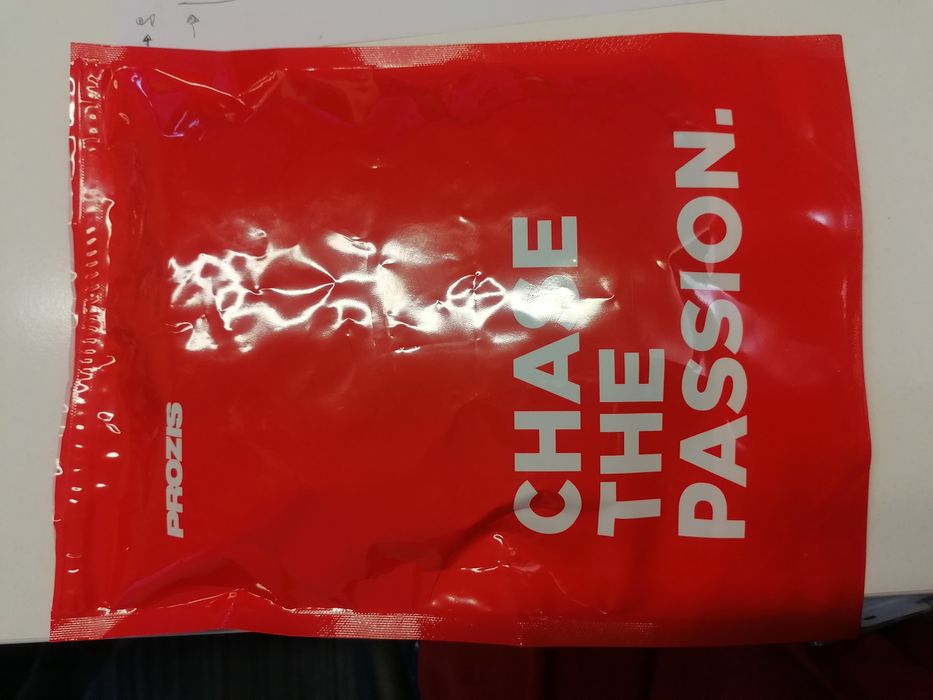 PROZIS
CHASE
THE
PASSION.